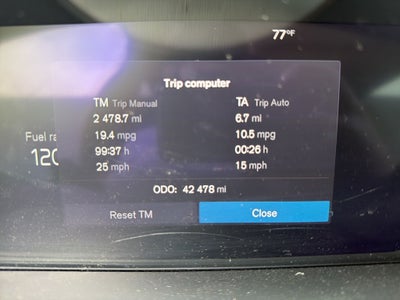 77°F
Trip computer
TM Trip Manual TA Trip Auto
2 478.7 mi 6.7 mi
Fuel
19.4 mpg 10.5 mpg
99:37 h 00:26 h
25 mph 15 mph
ODO: 42 478 mi
Reset TM Close